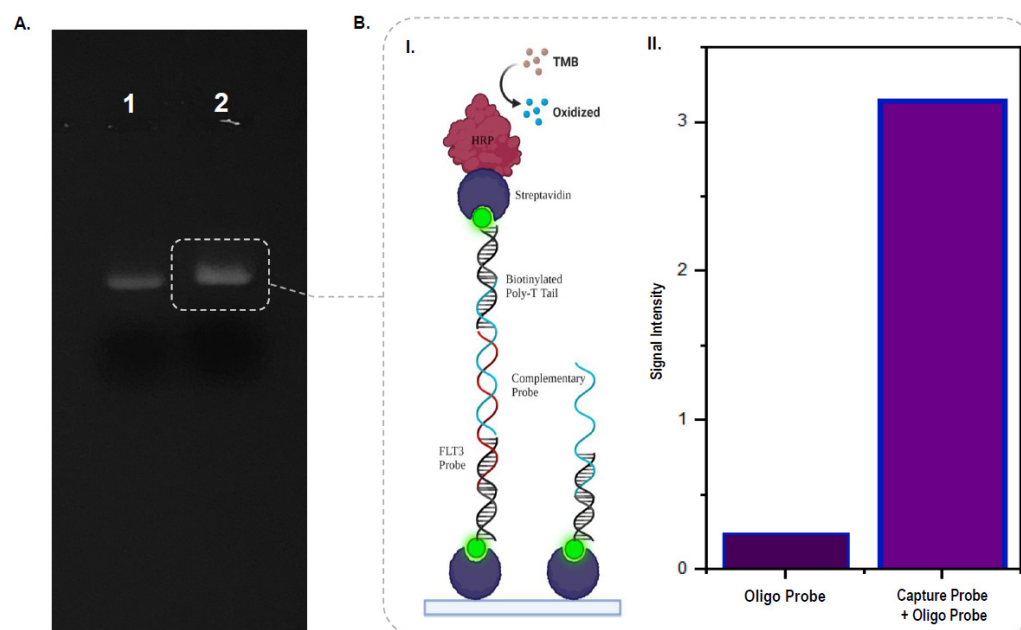 A.
1
2
B.
I.
TMB
Oxidized
HRP
Streptavidin
Biotinylated
Poly-T Tail
Complementary
Probe
FLT3
Probe
II.
Signal Intensity
3
2
1
0
Oligo Probe
Capture Probe
+ Oligo Probe